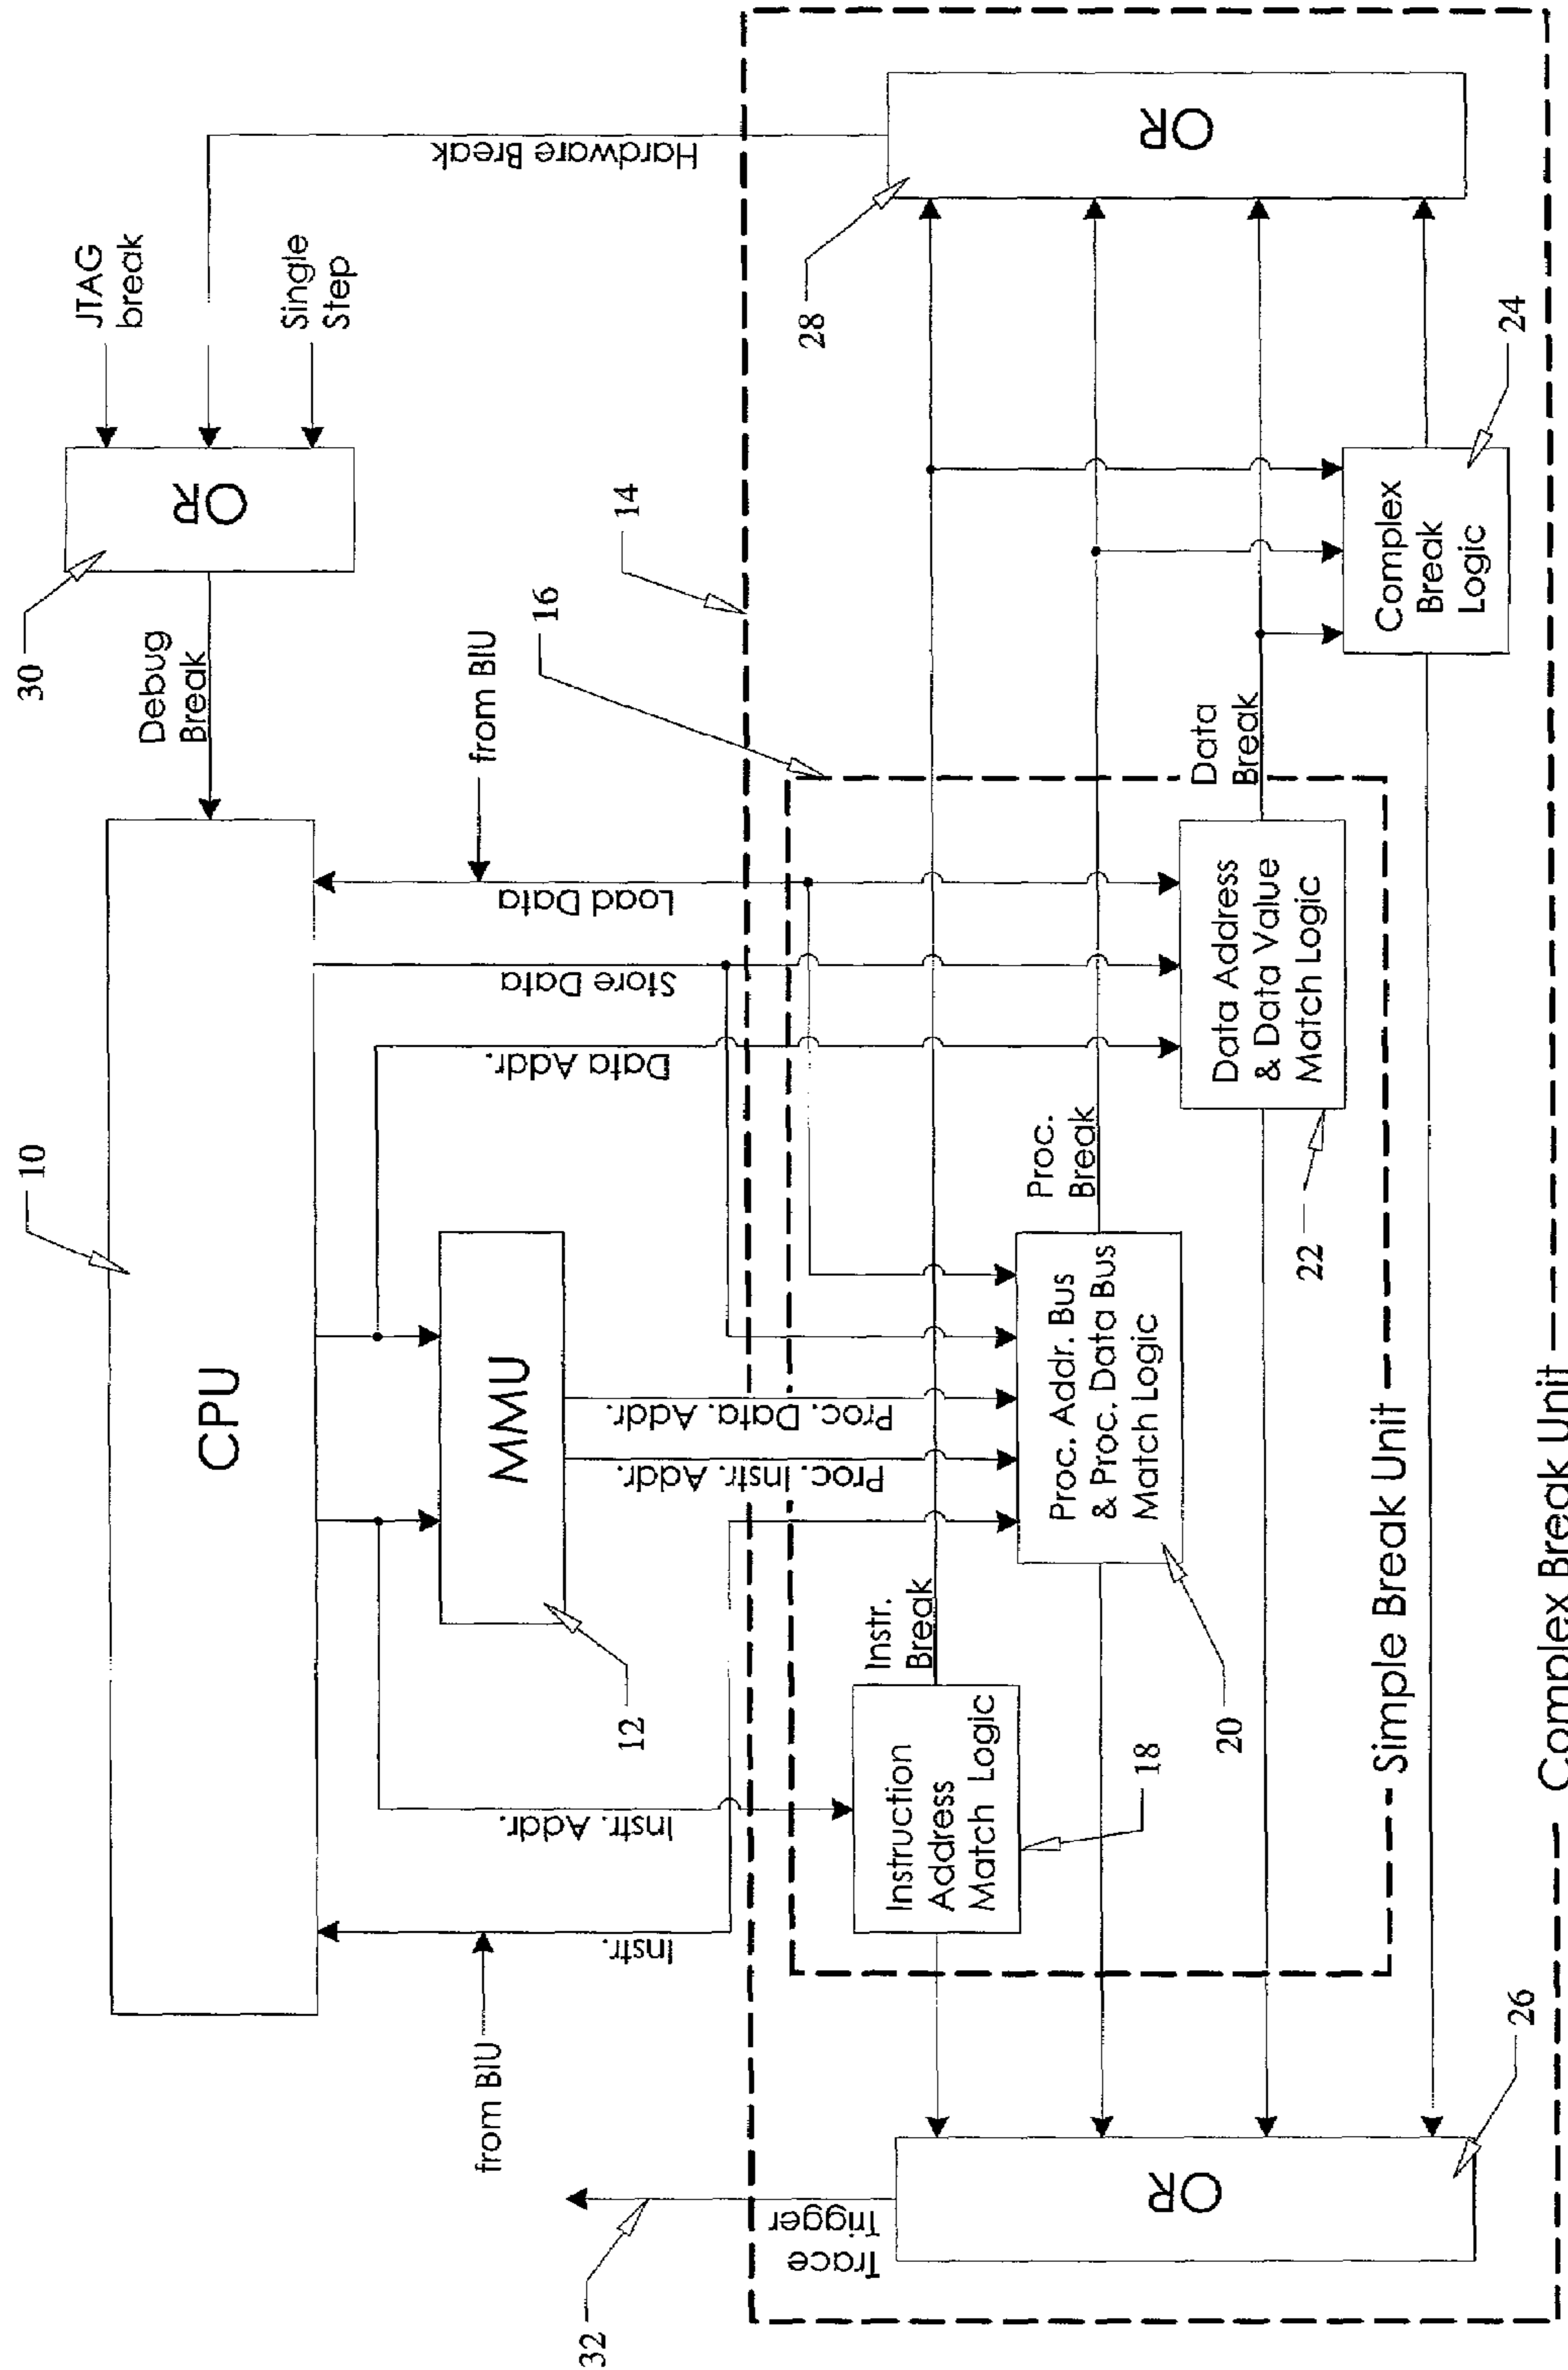 10
CPU
30
OR
JTAG
break
Single
Step
Debug
Break
Hardware Break
from BIU
from BIU
Instr.
Instr. Addr.
MMU
12
Proc. Instr. Addr.
Proc. Data. Addr.
Data Addr.
Store Data
Load Data
16
14
32
Trace
Trigger
OR
26
Instruction
Address
Match Logic
18
Instr.
Break
Proc. Addr. Bus
& Proc. Data Bus
Match Logic
20
Proc.
Break
Data Address
& Data Value
Match Logic
22
Data
Break
Complex
Break
Logic
24
28
OR
Simple Break Unit
Complex Break Unit